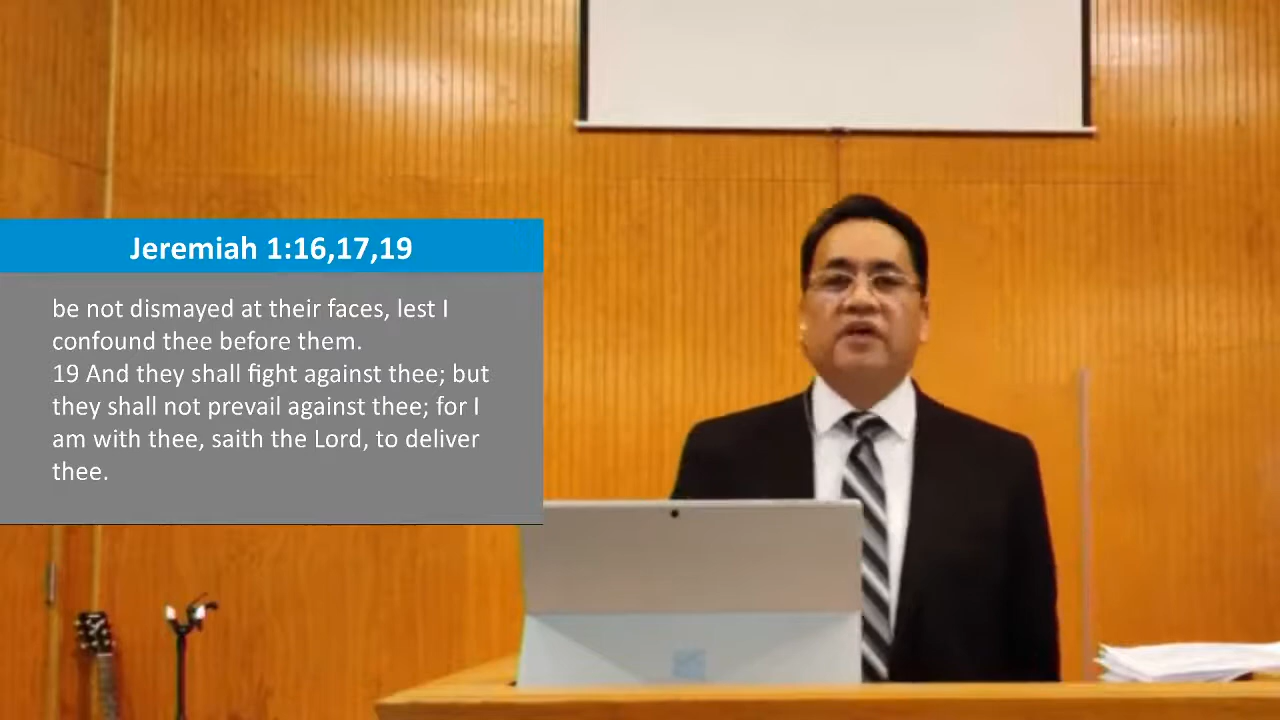 Jeremiah 1:16,17,19
be not dismayed at their faces, lest I
confound thee before them.
19 And they shall fight against thee; but
they shall not prevail against thee; for I
am with thee, saith the Lord, to deliver
thee.